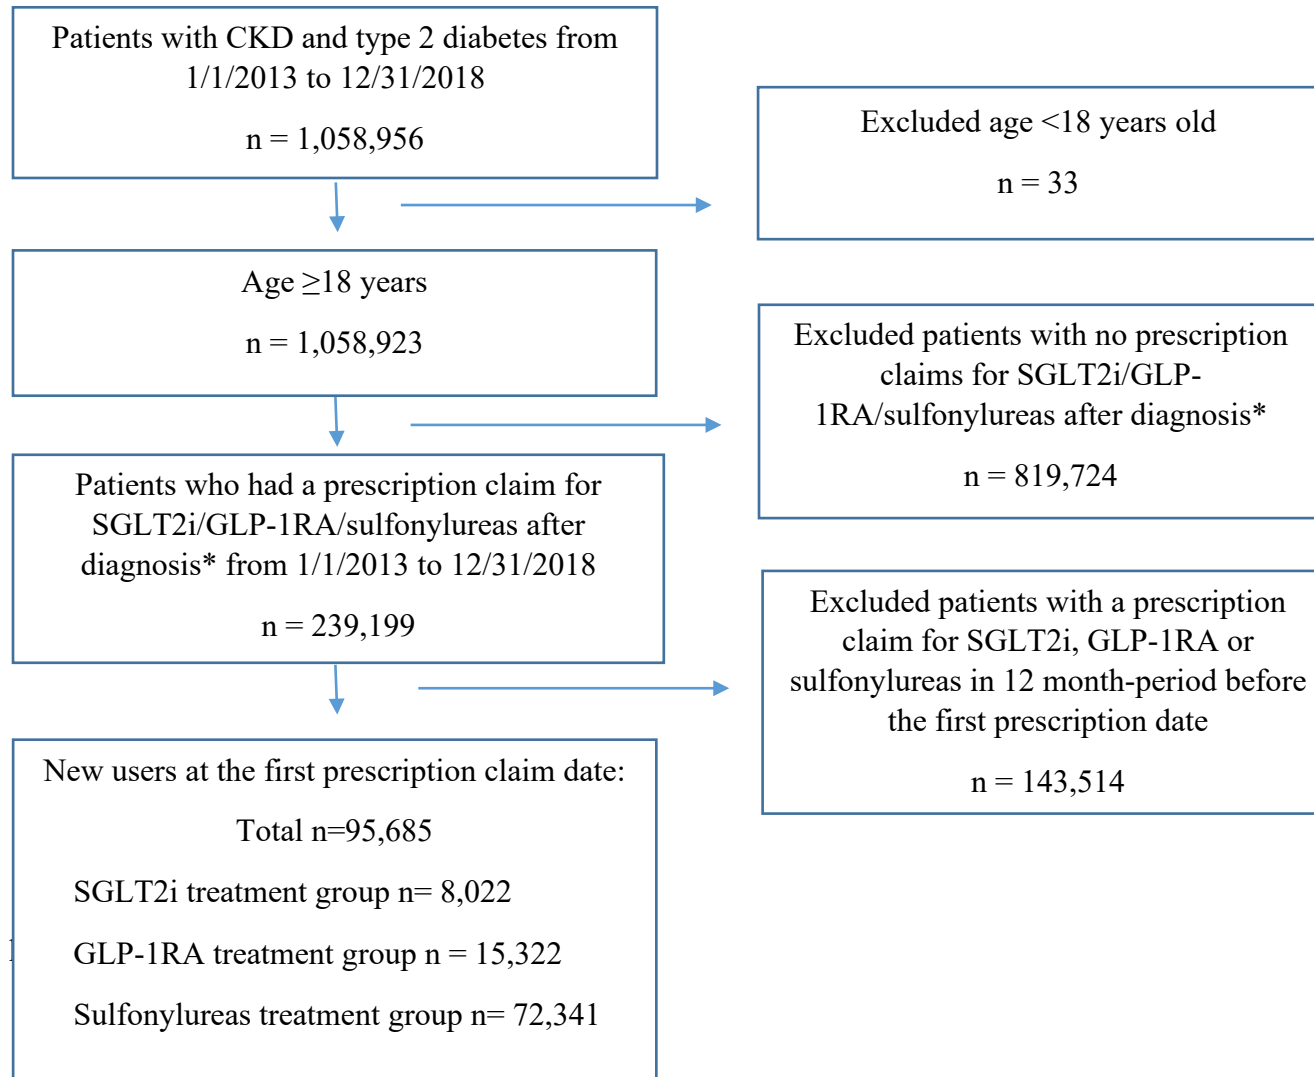 Patients with CKD and type 2 diabetes from
1/1/2013 to 12/31/2018
n = 1,058,956
Excluded age <18 years old
n = 33
Age ≥18 years
n = 1,058,923
Excluded patients with no prescription
claims for SGLT2i/GLP-
1RA/sulfonylureas after diagnosis*
n = 819,724
Patients who had a prescription claim for
SGLT2i/GLP-1RA/sulfonylureas after
diagnosis* from 1/1/2013 to 12/31/2018
n = 239,199
Excluded patients with a prescription
claim for SGLT2i, GLP-1RA or
sulfonylureas in 12 month-period before
the first prescription date
n = 143,514
New users at the first prescription claim date:
Total n=95,685
SGLT2i treatment group n= 8,022
GLP-1RA treatment group n = 15,322
Sulfonylureas treatment group n= 72,341